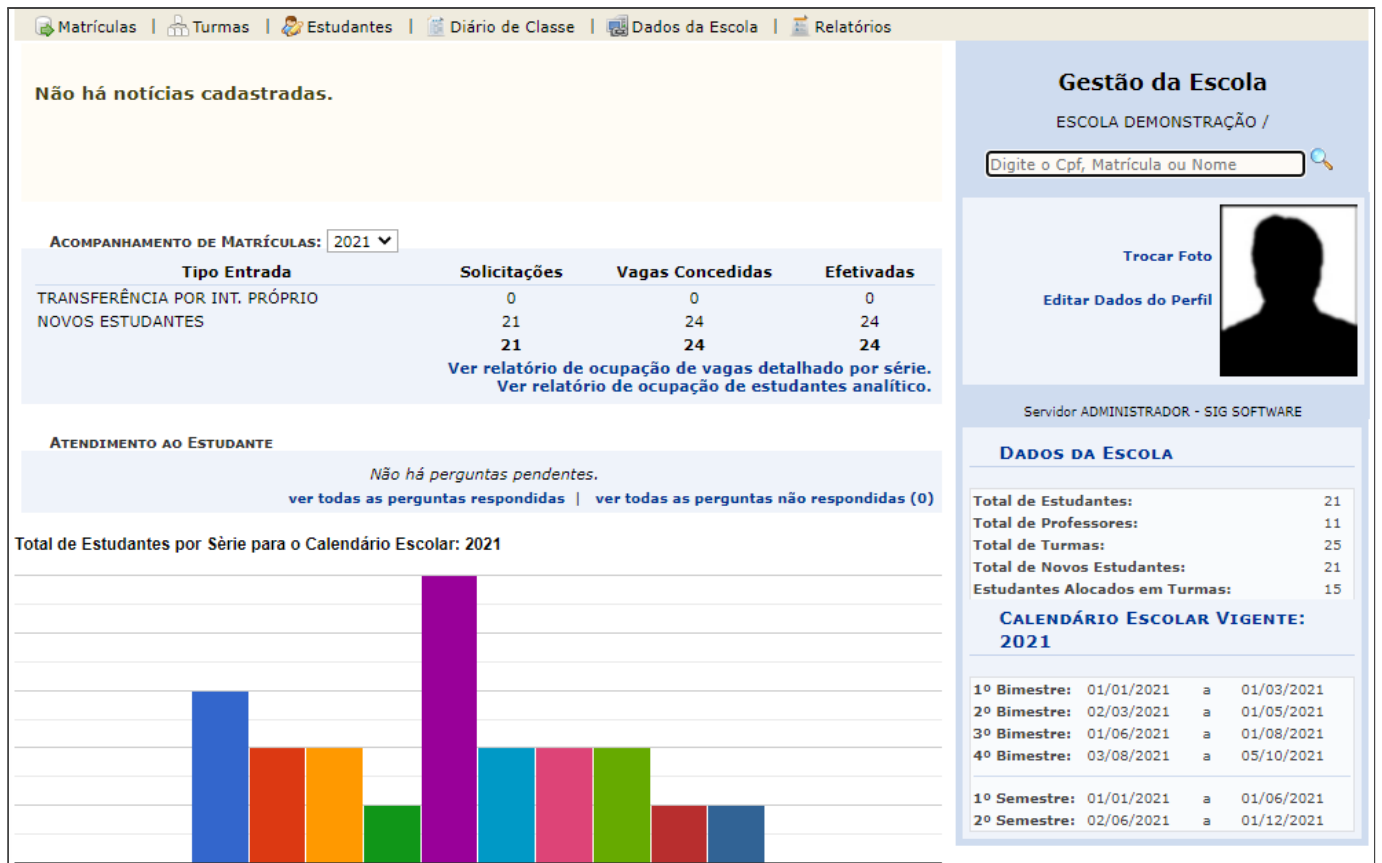 Matrículas | Turmas | Estudantes | Diário de Classe | Dados da Escola | Relatórios
Não há notícias cadastradas.
Acompanhamento de Matrículas: 2021
Tipo Entrada Solicitações Vagas Concedidas Efetivadas
TRANSFERÊNCIA POR INT. PRÓPRIO 0 0 0
NOVOS ESTUDANTES 21 24 24
21 24 24
Ver relatório de ocupação de vagas detalhado por série.
Ver relatório de ocupação de estudantes analítico.
Atendimento ao Estudante
Não há perguntas pendentes.
ver todas as perguntas respondidas | ver todas as perguntas não respondidas (0)
Total de Estudantes por Sèrie para o Calendário Escolar: 2021
Gestão da Escola
ESCOLA DEMONSTRAÇÃO /
Digite o Cpf, Matrícula ou Nome
Trocar Foto
Editar Dados do Perfil
Servidor ADMINISTRADOR - SIG SOFTWARE
Dados da Escola
Total de Estudantes: 21
Total de Professores: 11
Total de Turmas: 25
Total de Novos Estudantes: 21
Estudantes Alocados em Turmas: 15
Calendário Escolar Vigente:
2021
1º Bimestre: 01/01/2021 a 01/03/2021
2º Bimestre: 02/03/2021 a 01/05/2021
3º Bimestre: 01/06/2021 a 01/08/2021
4º Bimestre: 03/08/2021 a 05/10/2021
1º Semestre: 01/01/2021 a 01/06/2021
2º Semestre: 02/06/2021 a 01/12/2021